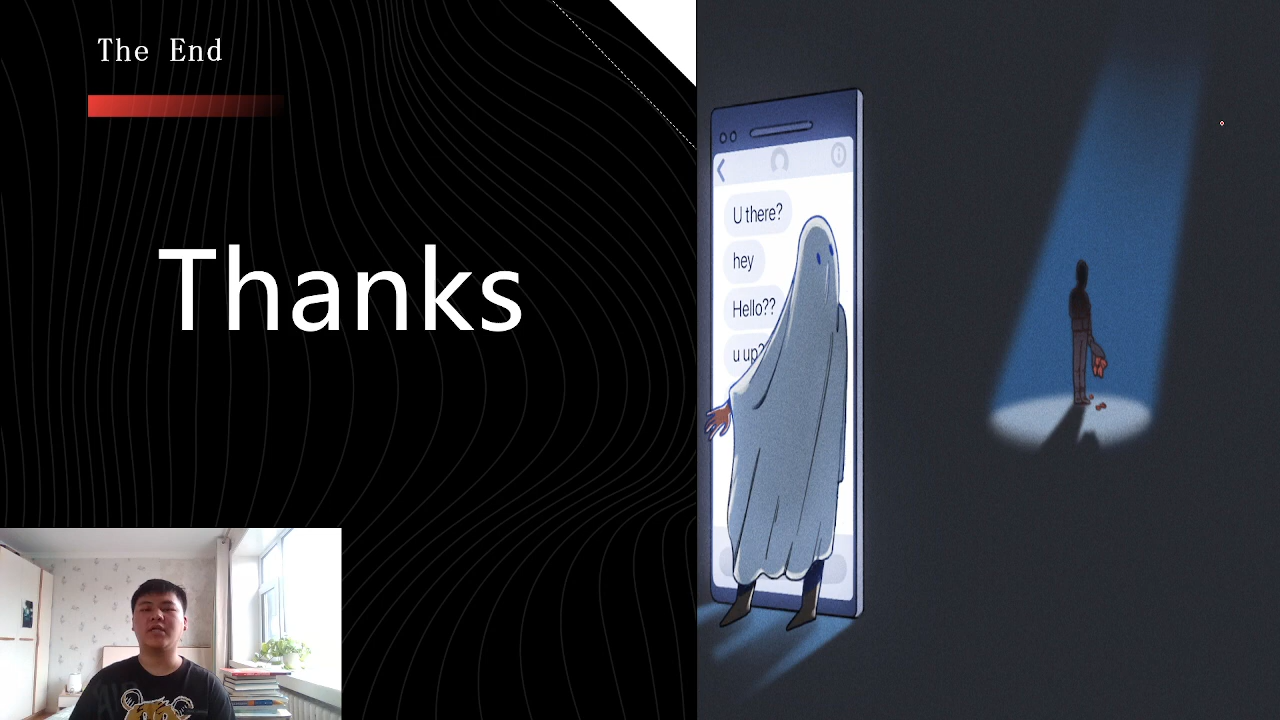 The End
Thanks
U there?
hey
Hello??
u up?